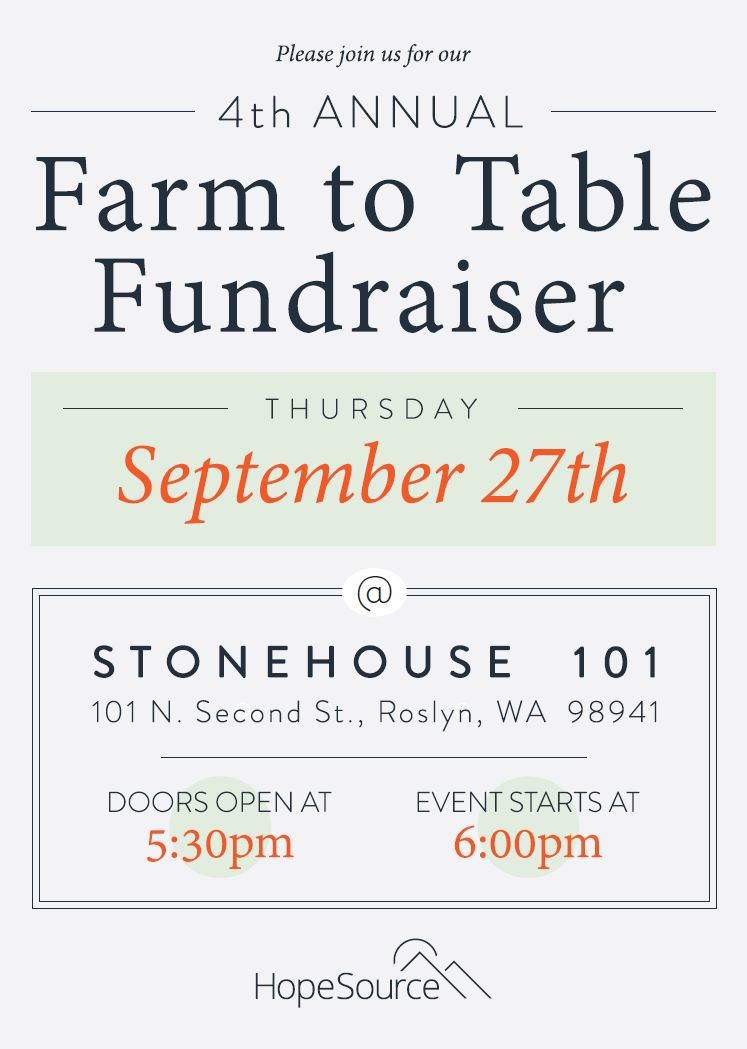 Please join us for our
4th ANNUAL
Farm to Table
Fundraiser
THURSDAY
September 27th
@
STONEHOUSE 101
101 N. Second St., Roslyn, WA 98941
DOORS OPEN AT EVENT STARTS AT
5:30pm 6:00pm
HopeSource